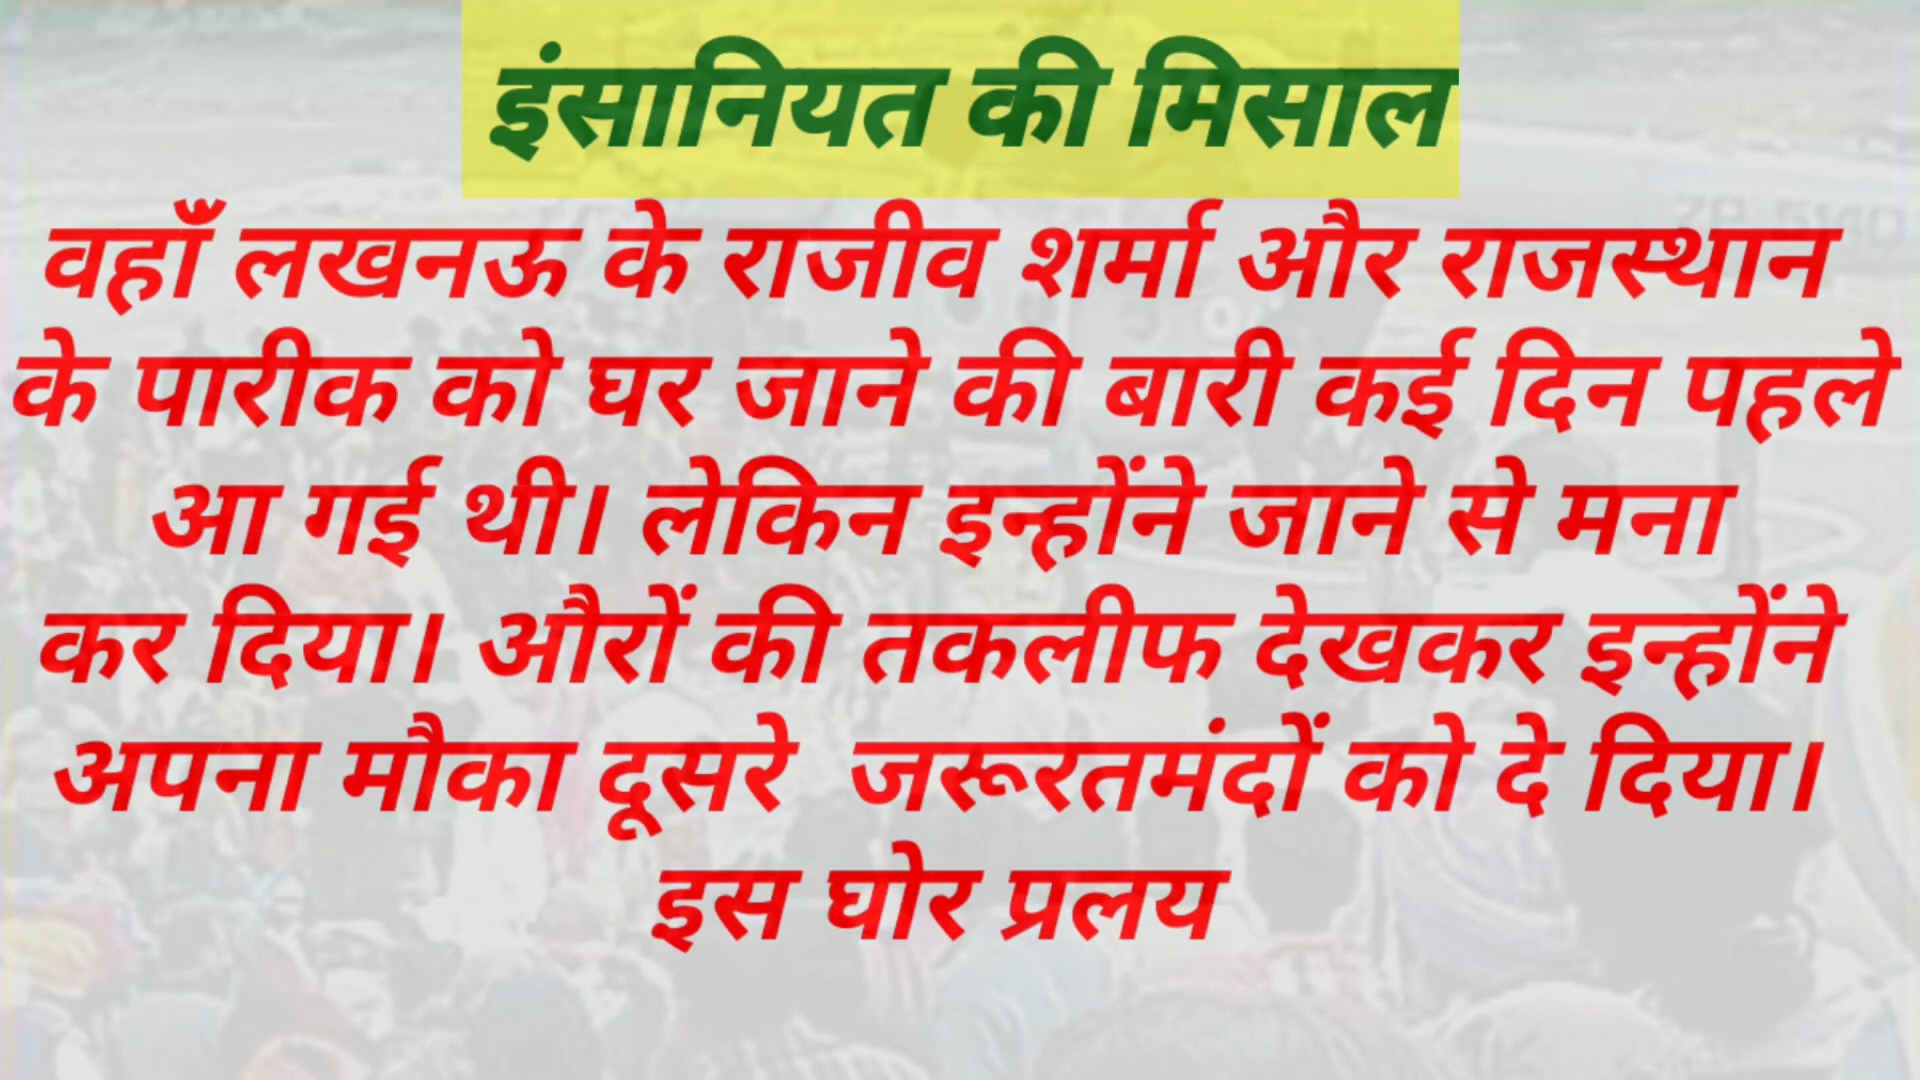 इंसानियत की मिसाल
वहाँ लखनऊ के राजीव शर्मा और राजस्थान
के पारीक को घर जाने की बारी कई दिन पहले
आ गई थी। लेकिन इन्होंने जाने से मना
कर दिया। औरों की तकलीफ देखकर इन्होंने
अपना मौका दूसरे जरूरतमंदों को दे दिया।
इस घोर प्रलय